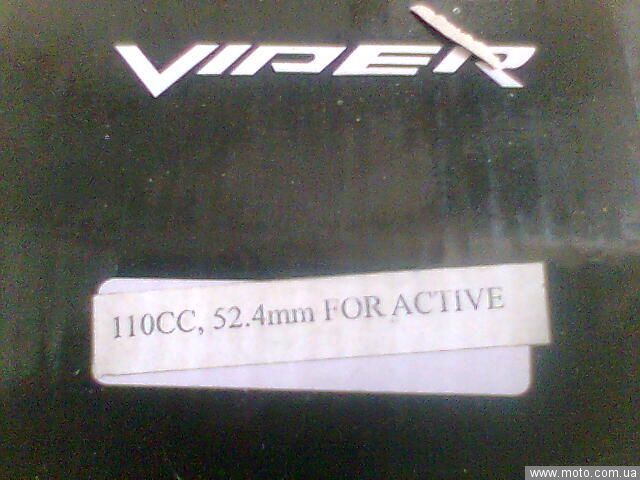 VIPER
110CC, 52.4mm FOR ACTIVE
www.moto.com.ua